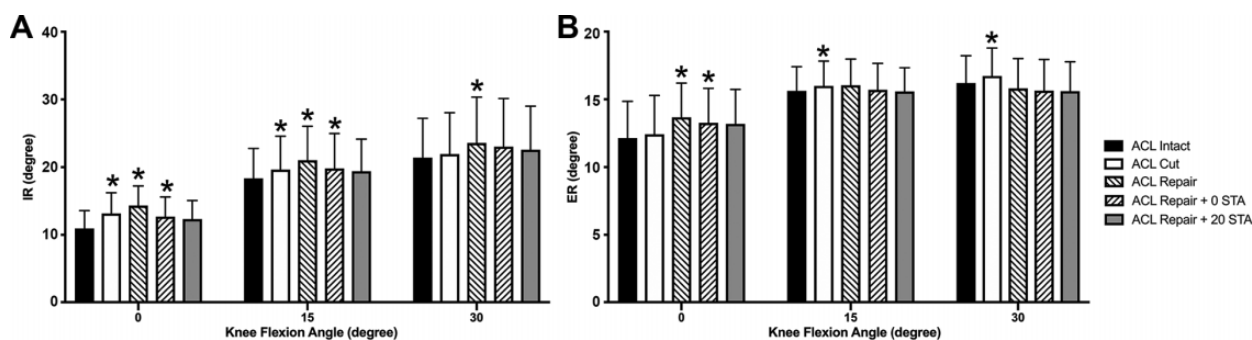 A
IR (degree)
40
30
20
10
0
* * *
* * *
*
0 15 30
Knee Flexion Angle (degree)
B
ER (degree)
20
15
10
5
0
* *
*
*
0 15 30
Knee Flexion Angle (degree)
ACL Intact
ACL Cut
ACL Repair
ACL Repair + 0 STA
ACL Repair + 20 STA